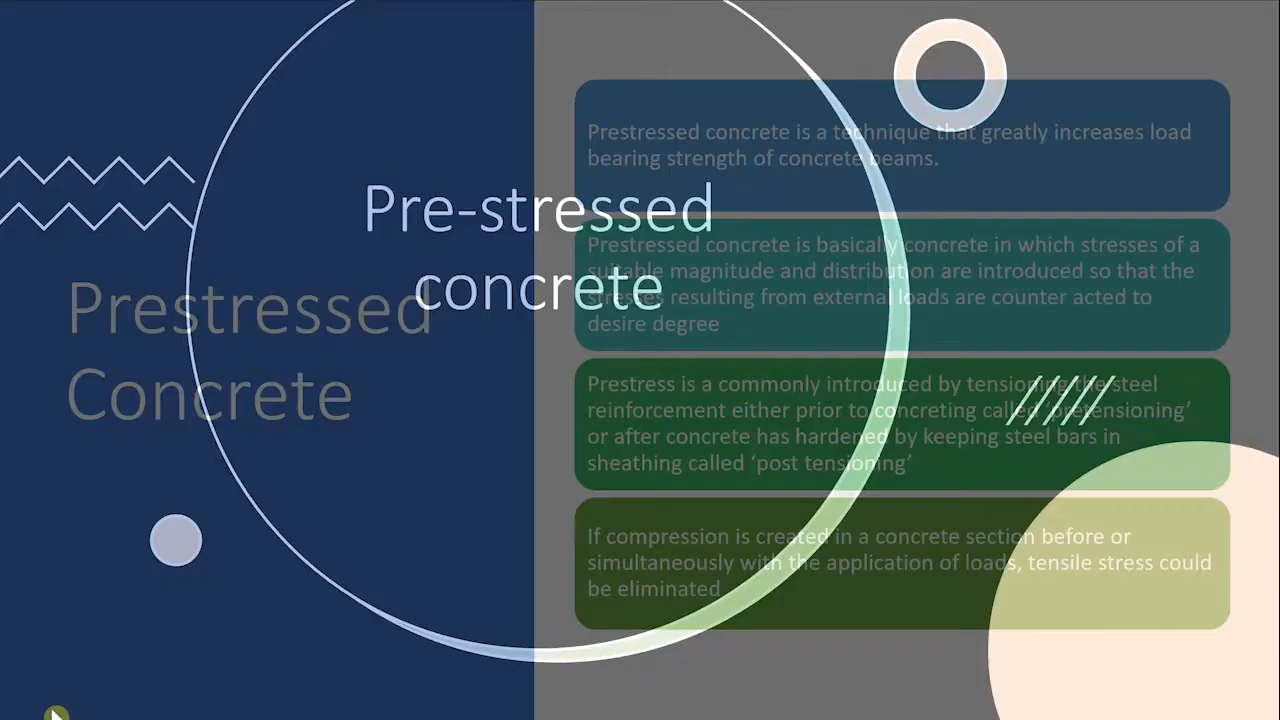 Pre-stressed
concrete
Prestressed
Concrete
Prestressed concrete is a technique that greatly increases load
bearing strength of concrete beams.
Prestressed concrete is basically concrete in which stresses of a
suitable magnitude and distribution are introduced so that the
stresses resulting from external loads are counter acted to
desire degree
Prestress is a commonly introduced by tensioning the steel
reinforcement either prior to concreting called ‘pretensioning’
or after concrete has hardened by keeping steel bars in
sheathing called ‘post tensioning’
If compression is created in a concrete section before or
simultaneously with the application of loads, tensile stress could
be eliminated